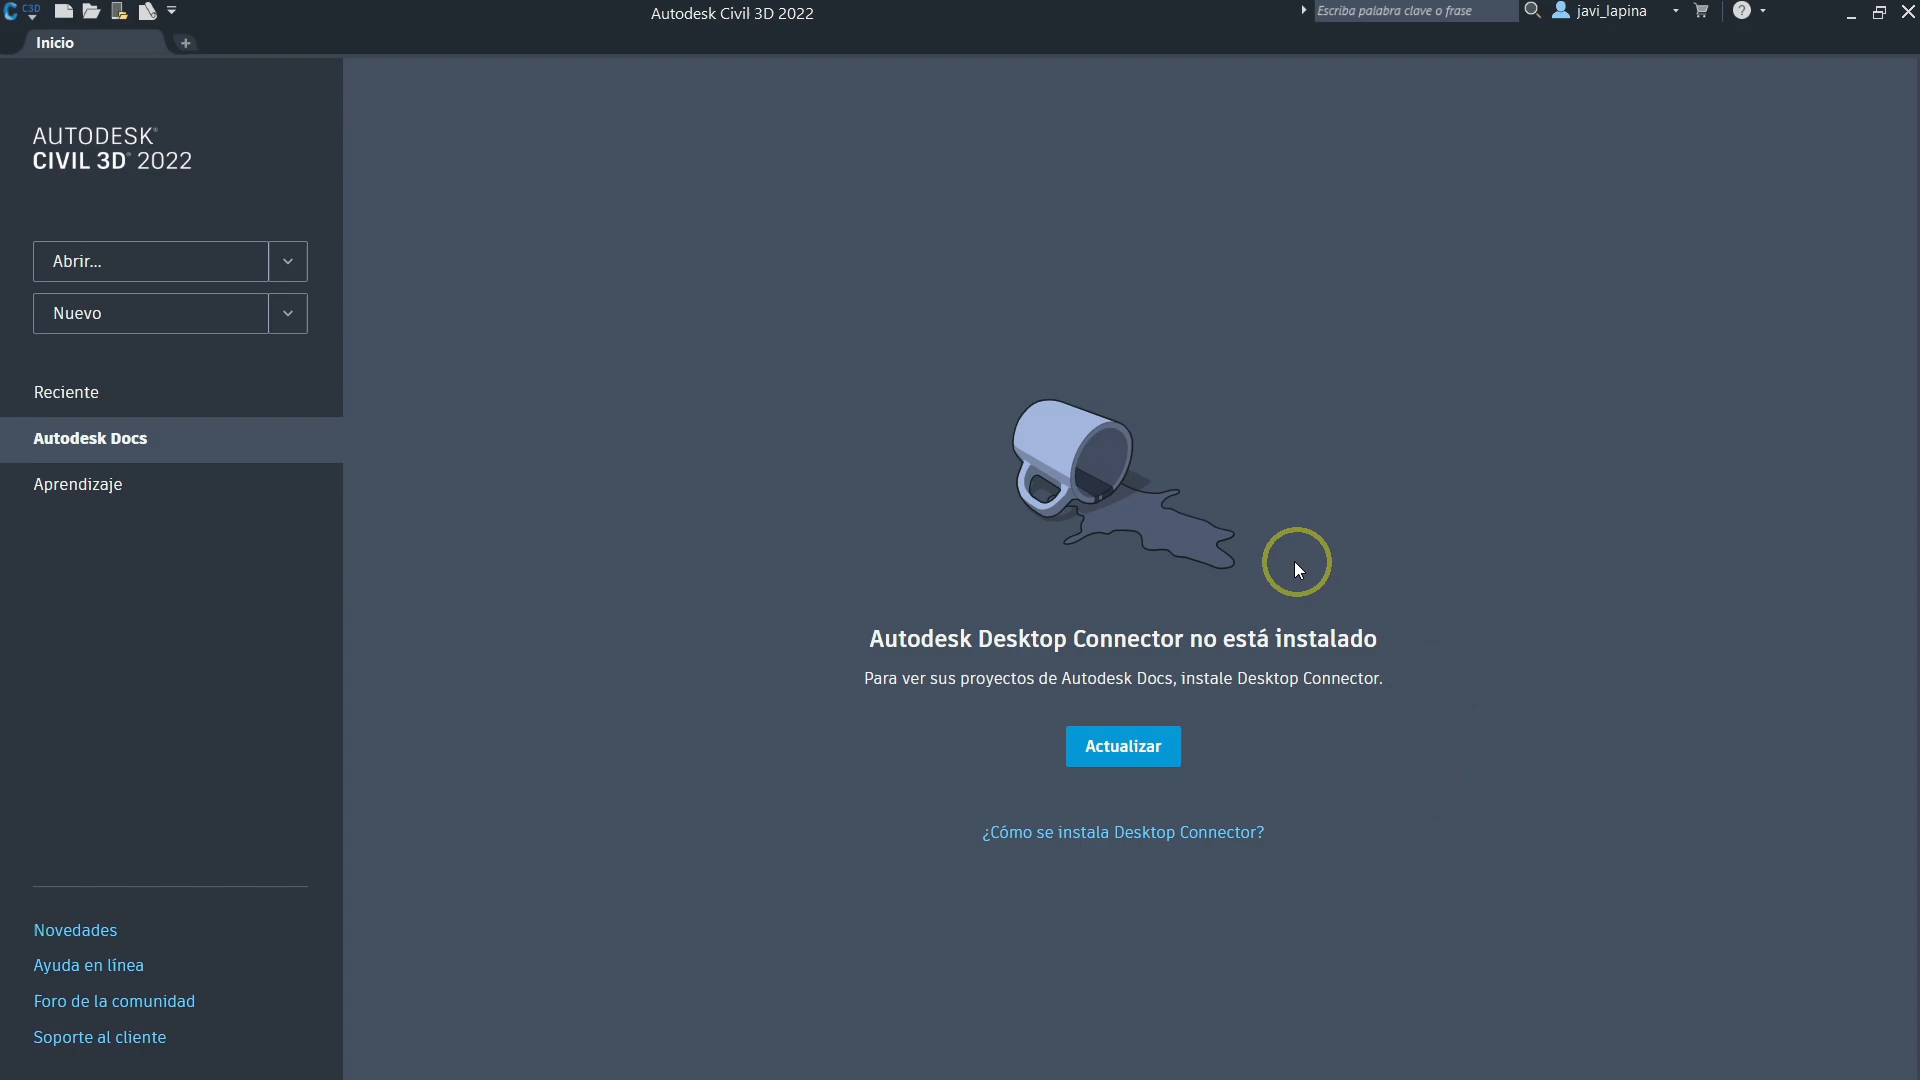 C3D
Autodesk Civil 3D 2022
Escriba palabra clave o frase
javi_lapina
Inicio
AUTODESK®
CIVIL 3D® 2022
Abrir...
Nuevo
Reciente
Autodesk Docs
Aprendizaje
Autodesk Desktop Connector no está instalado
Para ver sus proyectos de Autodesk Docs, instale Desktop Connector.
Actualizar
¿Cómo se instala Desktop Connector?
Novedades
Ayuda en línea
Foro de la comunidad
Soporte al cliente